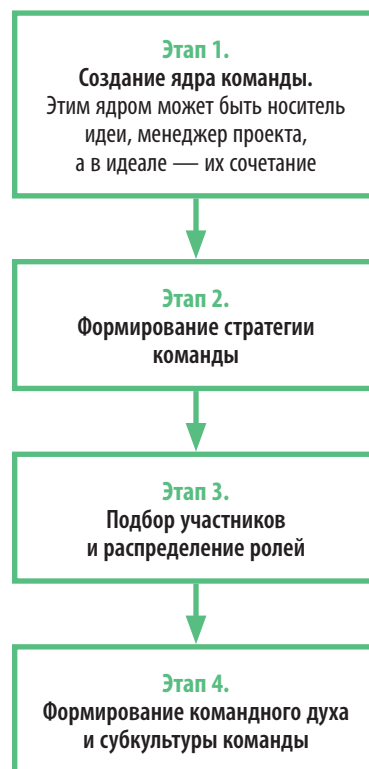 Этап 1.
Создание ядра команды.
Этим ядром может быть носитель
идеи, менеджер проекта,
а в идеале — их сочетание
Этап 2.
Формирование стратегии
команды
Этап 3.
Подбор участников
и распределение ролей
Этап 4.
Формирование командного духа
и субкультуры команды